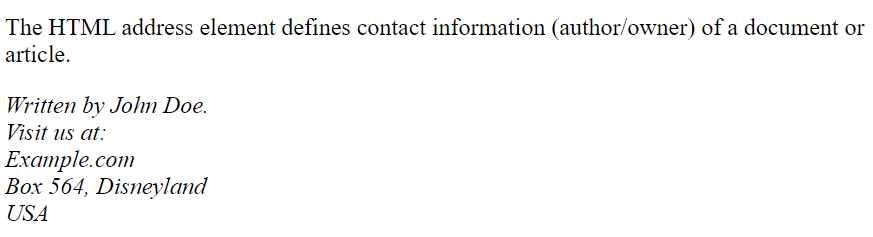 The HTML address element defines contact information (author/owner) of a document or
article.
Written by John Doe.
Visit us at:
Example.com
Box 564, Disneyland
USA